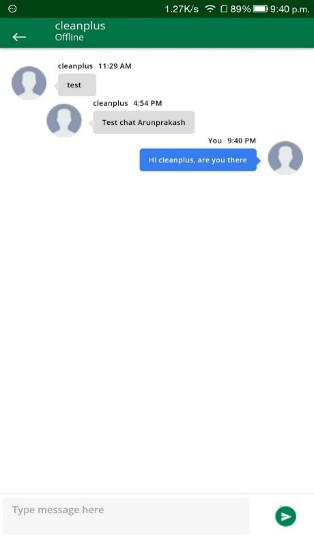 1.27K/s 89% 9:40 p.m.
cleanplus
Offline
cleanplus 11:29 AM
test
cleanplus 4:54 PM
Test chat Arunprakash
You 9:40 PM
Hi cleanplus, are you there
Type message here